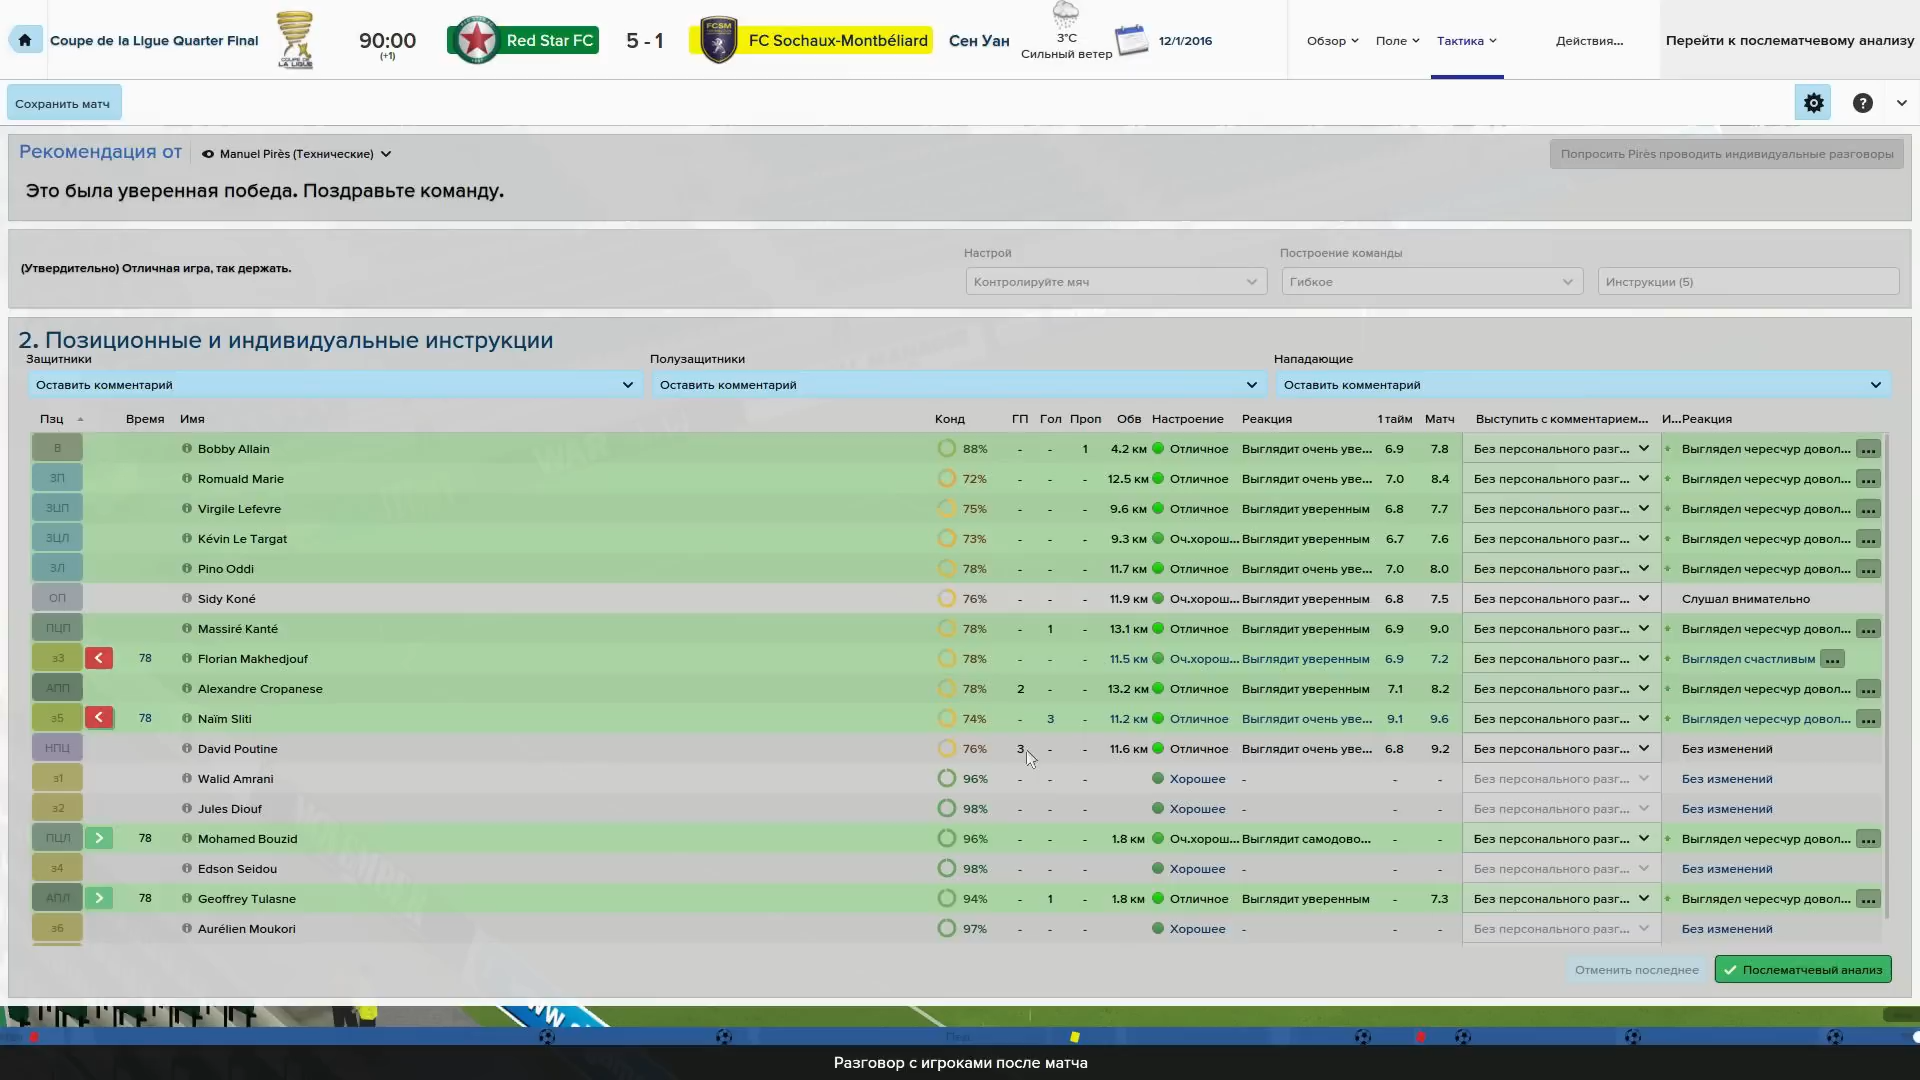 Coupe de la Ligue Quarter Final
90:00
(+1)
Red Star FC
5 - 1
FC Sochaux-Montbéliard
Сен Уан
3°C
Сильный ветер
12/1/2016
Обзор
Поле
Тактика
Действия...
Перейти к послематчевому анализу
Сохранить матч
Рекомендация от
Manuel Pirès (Технические)
Попросить Pirès проводить индивидуальные разговоры
Это была уверенная победа. Поздравьте команду.
(Утвердительно) Отличная игра, так держать.
Настрой
Контролируйте мяч
Построение команды
Гибкое
Инструкции (5)
2. Позиционные и индивидуальные инструкции
Защитники
Полузащитники
Нападающие
Оставить комментарий
Оставить комментарий
Оставить комментарий
Пзц Время Имя Конд ГП Гол Проп Обв Настроение Реакция 1 тайм Матч Выступить с комментарием... И... Реакция
В Bobby Allain 88% - - 1 4.2 км Отличное Выглядит очень уве... 6.9 7.8 Без персонального разг... Выглядел чересчур довол... ...
ЗП Romuald Marie 72% - - - 12.5 км Отличное Выглядит очень уве... 7.0 8.4 Без персонального разг... Выглядел чересчур довол... ...
ЗЦП Virgile Lefevre 75% - - - 9.6 км Отличное Выглядит уверенным 6.8 7.7 Без персонального разг... Выглядел чересчур довол... ...
ЗЦЛ Kévin Le Targat 73% - - - 9.3 км Оч.хорош... Выглядит уверенным 6.7 7.6 Без персонального разг... Выглядел чересчур довол... ...
ЗЛ Pino Oddi 78% - - - 11.7 км Отличное Выглядит очень уве... 7.0 8.0 Без персонального разг... Выглядел чересчур довол... ...
ОП Sidy Koné 76% - - - 11.9 км Оч.хорош... Выглядит уверенным 6.8 7.5 Без персонального разг... Слушал внимательно
ПЦП Massiré Kanté 78% - 1 - 13.1 км Отличное Выглядит уверенным 6.9 9.0 Без персонального разг... Выглядел чересчур довол... ...
з3 78 Florian Makhedjouf 78% - - - 11.5 км Оч.хорош... Выглядит уверенным 6.9 7.2 Без персонального разг... Выглядел счастливым ...
АПП Alexandre Cropanese 78% 2 - - 13.2 км Отличное Выглядит уверенным 7.1 8.2 Без персонального разг... Выглядел чересчур довол... ...
з5 78 Naïm Sliti 74% - 3 - 11.2 км Отличное Выглядит очень уве... 9.1 9.6 Без персонального разг... Выглядел чересчур довол... ...
НПЦ David Poutine 76% 3 - - 11.6 км Отличное Выглядит очень уве... 6.8 9.2 Без персонального разг... Без изменений
з1 Walid Amrani 96% - - - Хорошее - - - Без персонального разг... Без изменений
з2 Jules Diouf 98% - - - Хорошее - - - Без персонального разг... Без изменений
ПЦЛ 78 Mohamed Bouzid 96% - - - 1.8 км Оч.хорош... Выглядит самодово... - - Без персонального разг... Выглядел чересчур довол... ...
з4 Edson Seidou 98% - - - Хорошее - - - Без персонального разг... Без изменений
АПЛ 78 Geoffrey Tulasne 94% - 1 - 1.8 км Отличное Выглядит уверенным - 7.3 Без персонального разг... Выглядел чересчур довол... ...
з6 Aurélien Moukori 97% - - - Хорошее - - - Без персонального разг... Без изменений
Отменить последнее
Послематчевый анализ
Разговор с игроками после матча